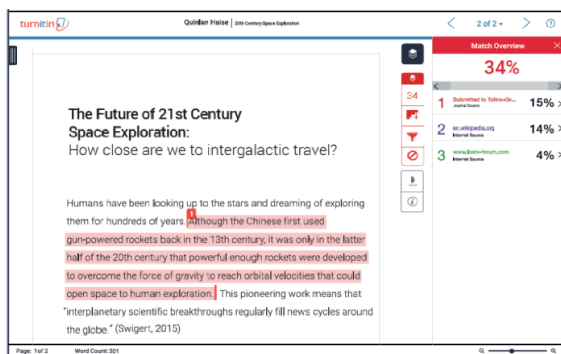 turnitin
Quinlan Haise | 20th Century Space Exploration
2 of 2
Match Overview
34%
1 Submitted to Tetino-Gr... 15%
Journal Source
2 en.wikipedia.org 14%
Internet Source
3 4%
Internet Source
34
The Future of 21st Century
Space Exploration:
How close are we to intergalactic travel?
Humans have been looking up to the stars and dreaming of exploring
them for hundreds of years. 1 Although the Chinese first used
gun-powered rockets back in the 13th century, it was only in the latter
half of the 20th century that powerful enough rockets were developed
to overcome the force of gravity to reach orbital velocities that could
open space to human exploration. This pioneering work means that
"interplanetary scientific breakthroughs regularly fill news cycles around
the globe." (Swigert, 2015)
Page: 1 of 2 Word Count: 301